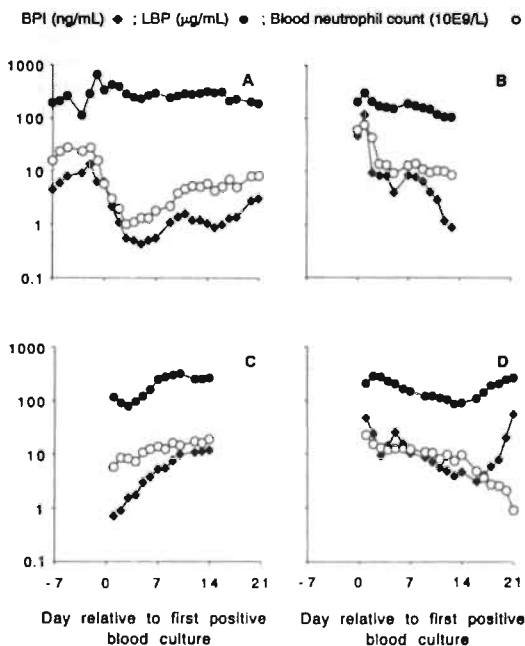 BPI (ng/mL) ◆ ; LBP (µg/mL) ● ; Blood neutrophil count (10E9/L) ○
1000
100
10
1
0.1
A
B
1000
100
10
1
0.1
C
D
-7 0 7 14 21
-7 0 7 14 21
Day relative to first positive
blood culture
Day relative to first positive
blood culture